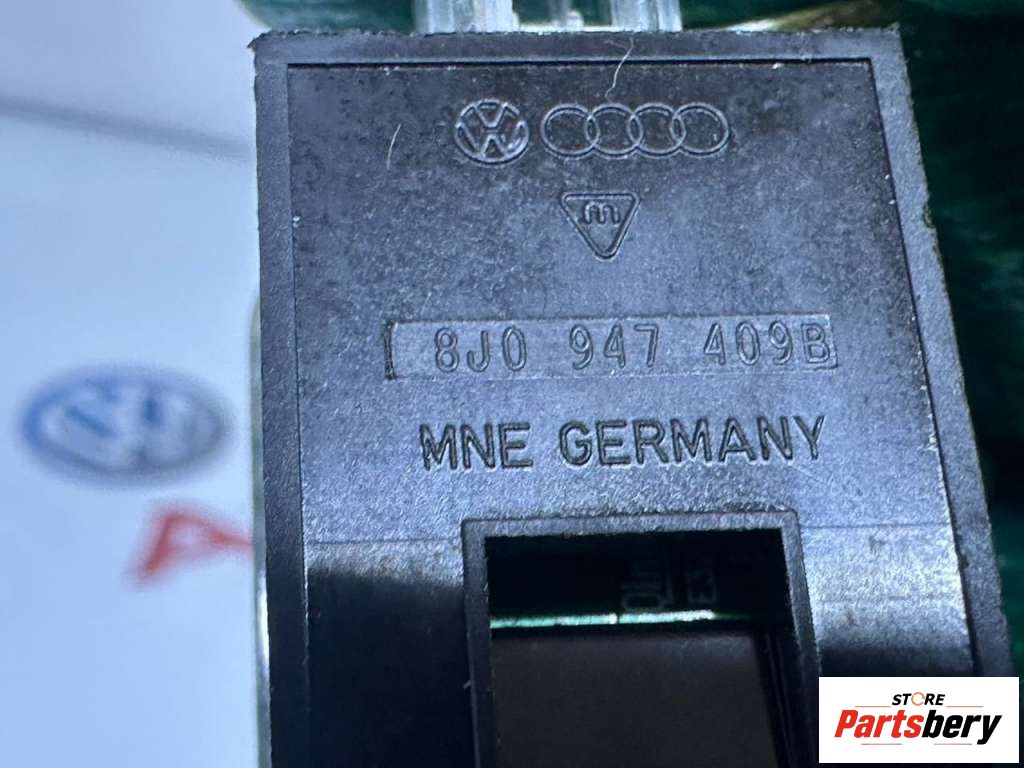 8J0 947 409B
MNE GERMANY
STORE
Partsbery